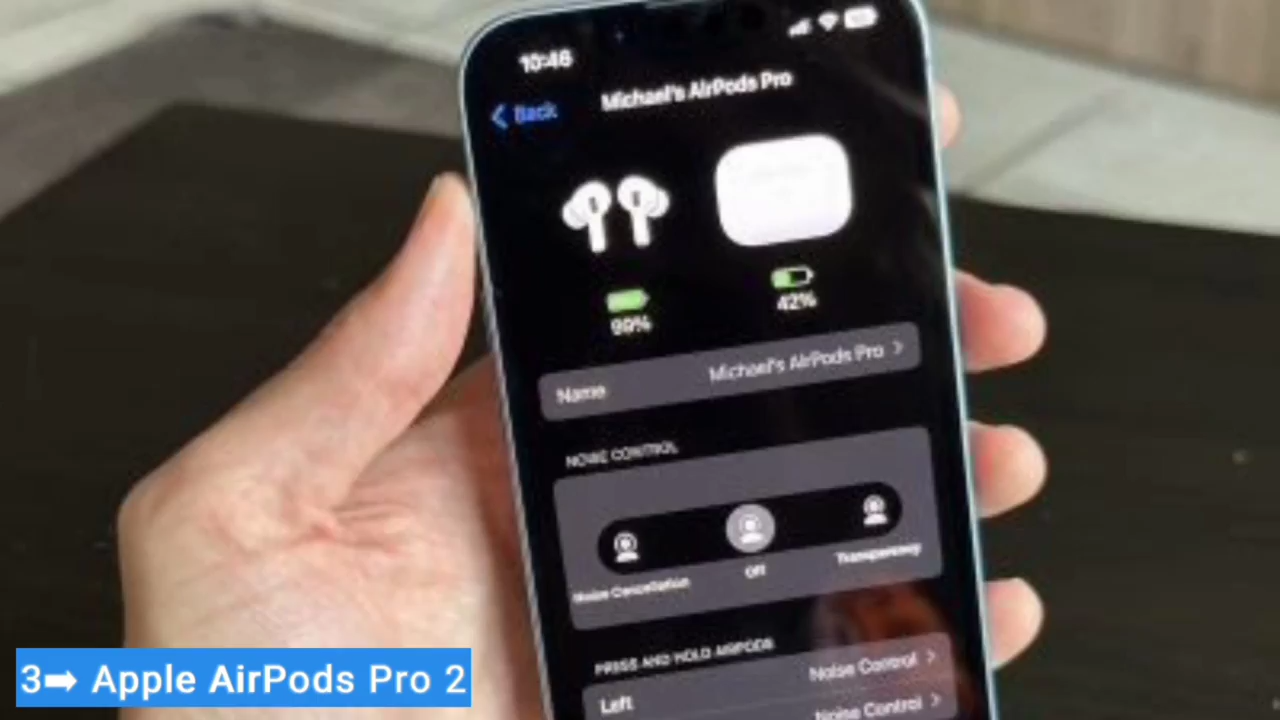 10:46
Michael's AirPods Pro
Back
99%
42%
Name
Michael's AirPods Pro
NOISE CONTROL
Noise Cancellation
Off
Transparency
PRESS AND HOLD AIRPODS
Left
Noise Control
Noise Control
3➡ Apple AirPods Pro 2